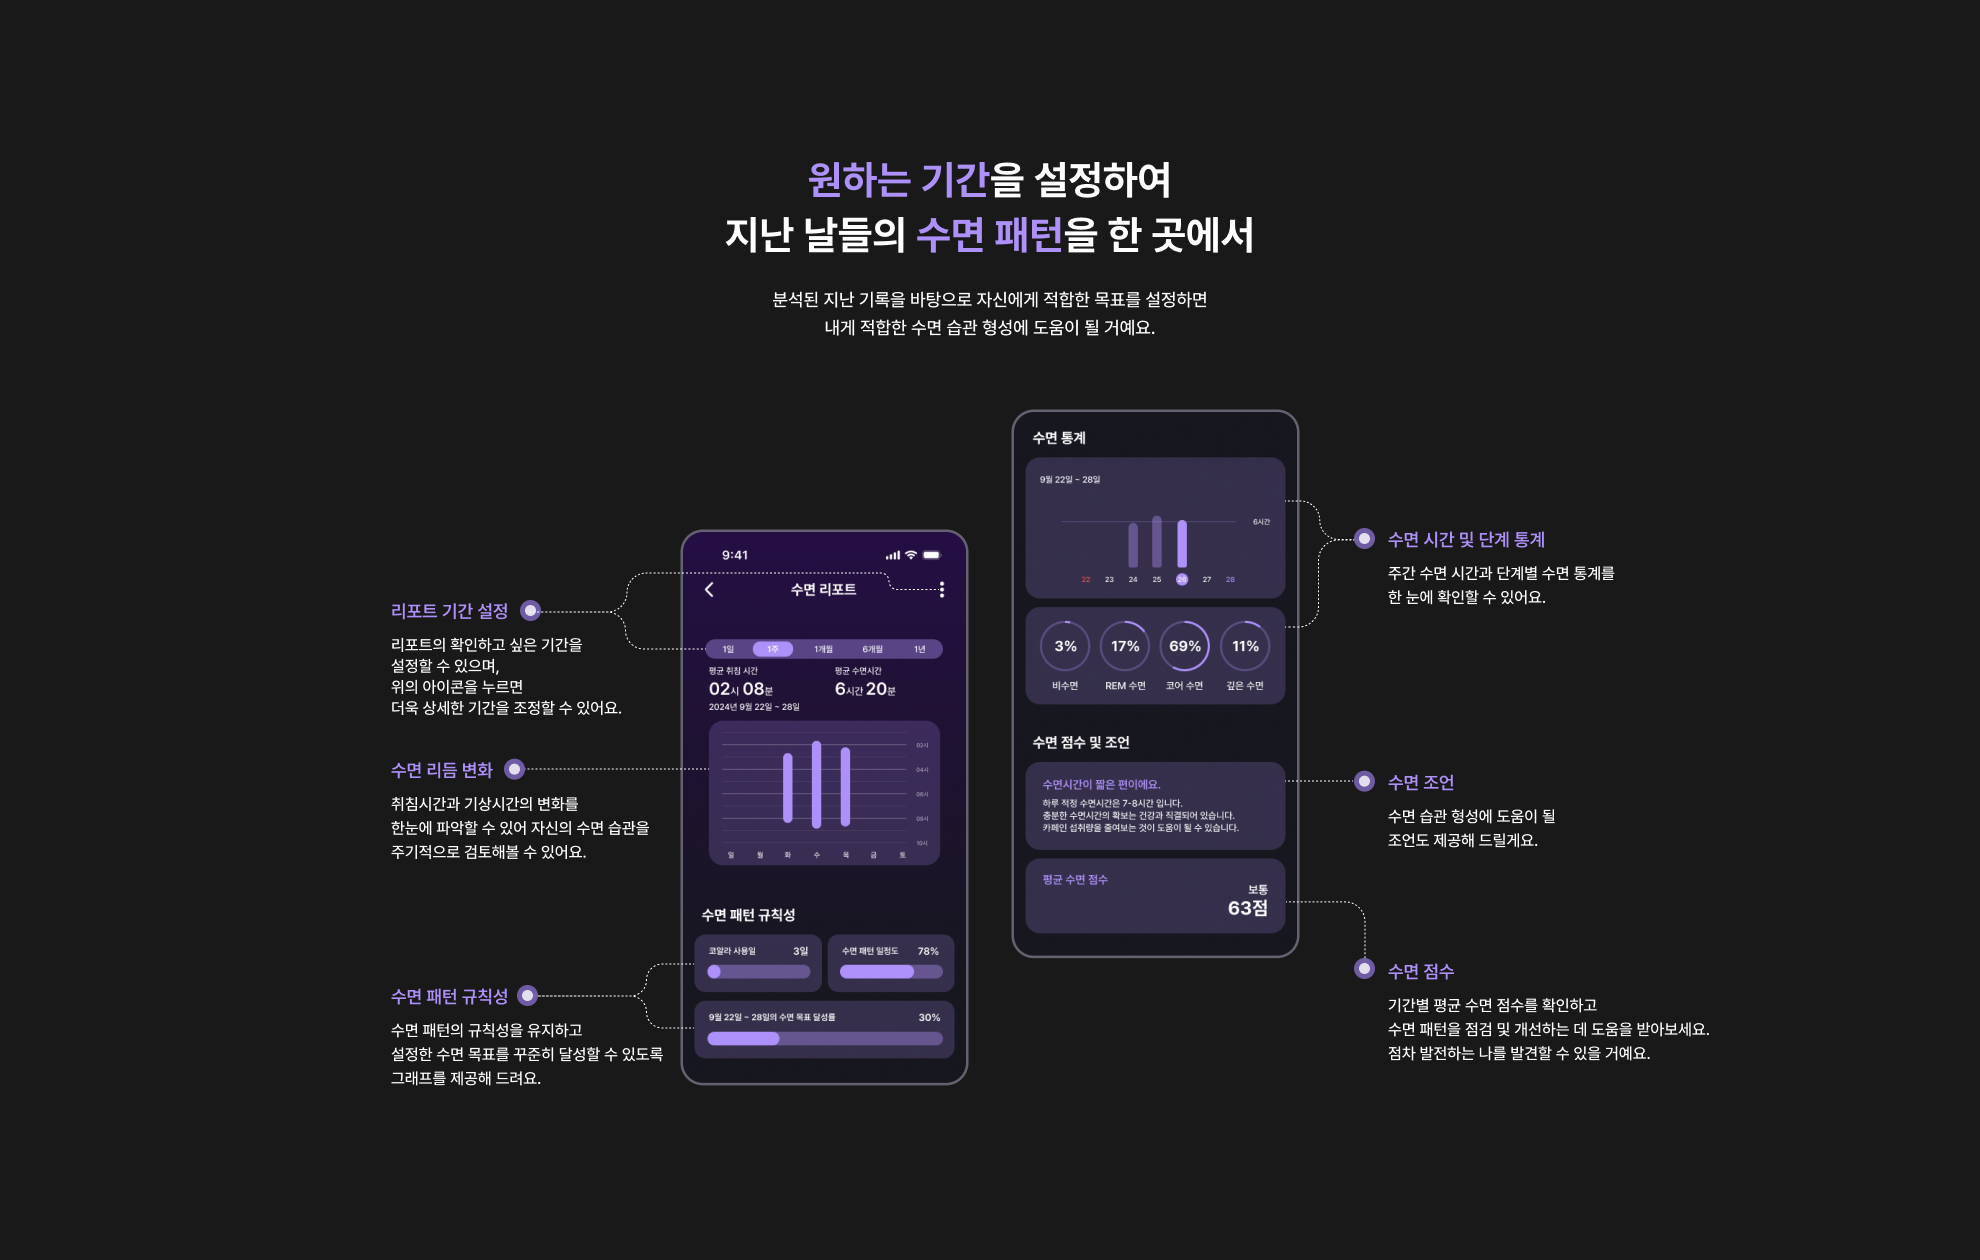 원하는 기간을 설정하여
지난 날들의 수면 패턴을 한 곳에서
분석된 지난 기록을 바탕으로 자신에게 적합한 목표를 설정하면
내게 적합한 수면 습관 형성에 도움이 될 거예요.
리포트 기간 설정
리포트의 확인하고 싶은 기간을
설정할 수 있으며,
위의 아이콘을 누르면
더욱 상세한 기간을 조정할 수 있어요.
수면 리듬 변화
취침시간과 기상시간의 변화를
한눈에 파악할 수 있어 자신의 수면 습관을
주기적으로 검토해볼 수 있어요.
수면 패턴 규칙성
수면 패턴의 규칙성을 유지하고
설정한 수면 목표를 꾸준히 달성할 수 있도록
그래프를 제공해 드려요.
9:41
수면 리포트
1일 1주 1개월 6개월 1년
평균 취침 시간 평균 수면시간
02시 08분 6시간 20분
2024년 9월 22일 ~ 28일
02시
04시
06시
08시
10시
일 월 화 수 목 금 토
수면 패턴 규칙성
코알라 사용일 3일
수면 패턴 일정도 78%
9월 22일 ~ 28일의 수면 목표 달성률 30%
수면 통계
9월 22일 ~ 28일
6시간
22 23 24 25 26 27 28
3% 17% 69% 11%
비수면 REM 수면 코어 수면 깊은 수면
수면 점수 및 조언
수면시간이 짧은 편이에요.
하루 적정 수면시간은 7-8시간 입니다.
충분한 수면시간의 확보는 건강과 직결되어 있습니다.
카페인 섭취량을 줄여보는 것이 도움이 될 수 있습니다.
평균 수면 점수
보통
63점
수면 시간 및 단계 통계
주간 수면 시간과 단계별 수면 통계를
한 눈에 확인할 수 있어요.
수면 조언
수면 습관 형성에 도움이 될
조언도 제공해 드릴게요.
수면 점수
기간별 평균 수면 점수를 확인하고
수면 패턴을 점검 및 개선하는 데 도움을 받아보세요.
점차 발전하는 나를 발견할 수 있을 거예요.